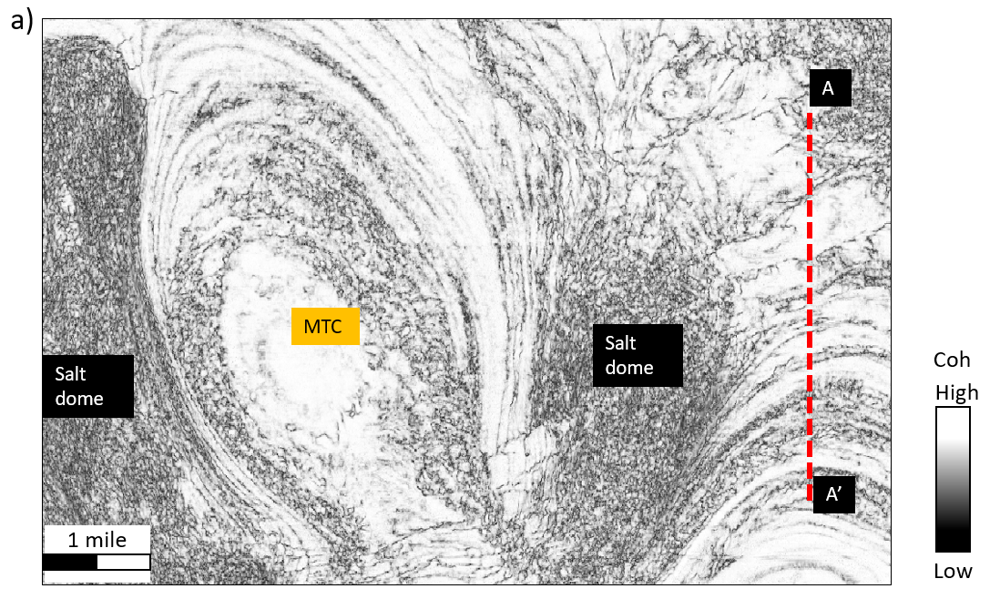 a)
A
MTC
Salt
dome
Salt
dome
Coh
High
A’
1 mile
Low